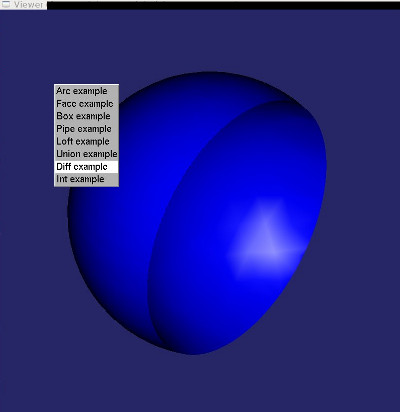 Viewer
Arc example
Face example
Box example
Pipe example
Loft example
Union example
Diff example
Int example